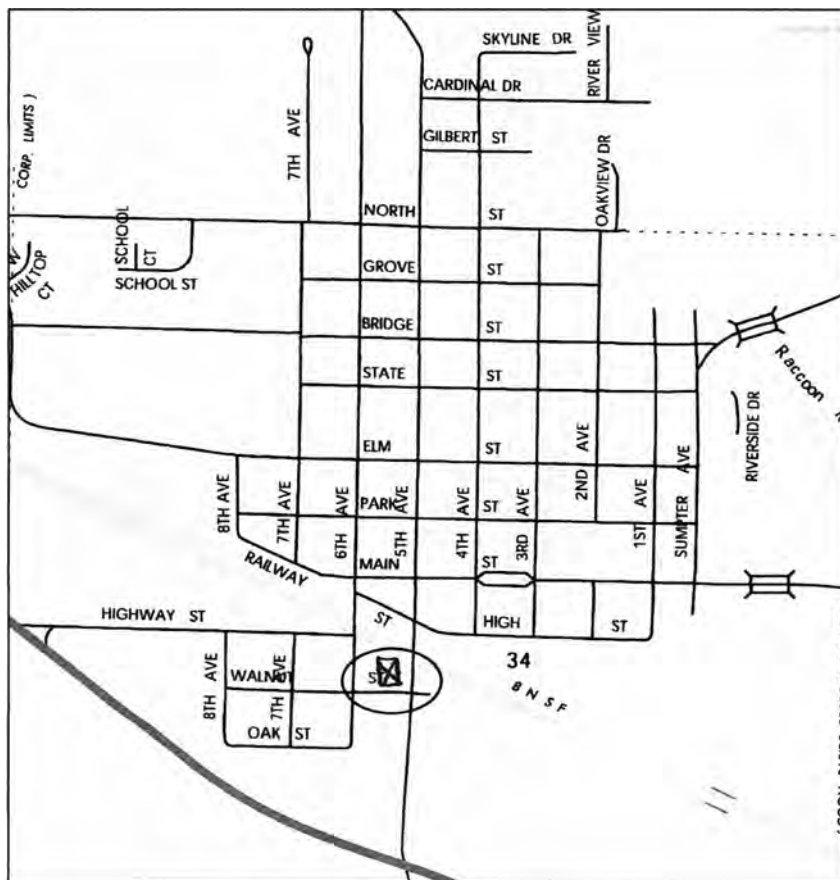 SKYLINE DR
RIVER VIEW
CARDINAL DR
CORP. LIMITS )
7TH AVE
GILBERT ST
OAKVIEW DR
NORTH ST
SCHOOL CT
W
HILLTOP CT
SCHOOL ST
GROVE ST
BRIDGE ST
Raccoon
STATE ST
RIVERSIDE DR
ELM ST
2ND AVE
8TH AVE
7TH AVE
6TH AVE
PARK ST
5TH AVE
4TH AVE
3RD AVE
1ST AVE
SUMPTER AVE
RAILWAY ST
MAIN ST
HIGHWAY ST
HIGH ST
34
BNSF
8TH AVE
WALNUT ST
7TH AVE
OAK ST